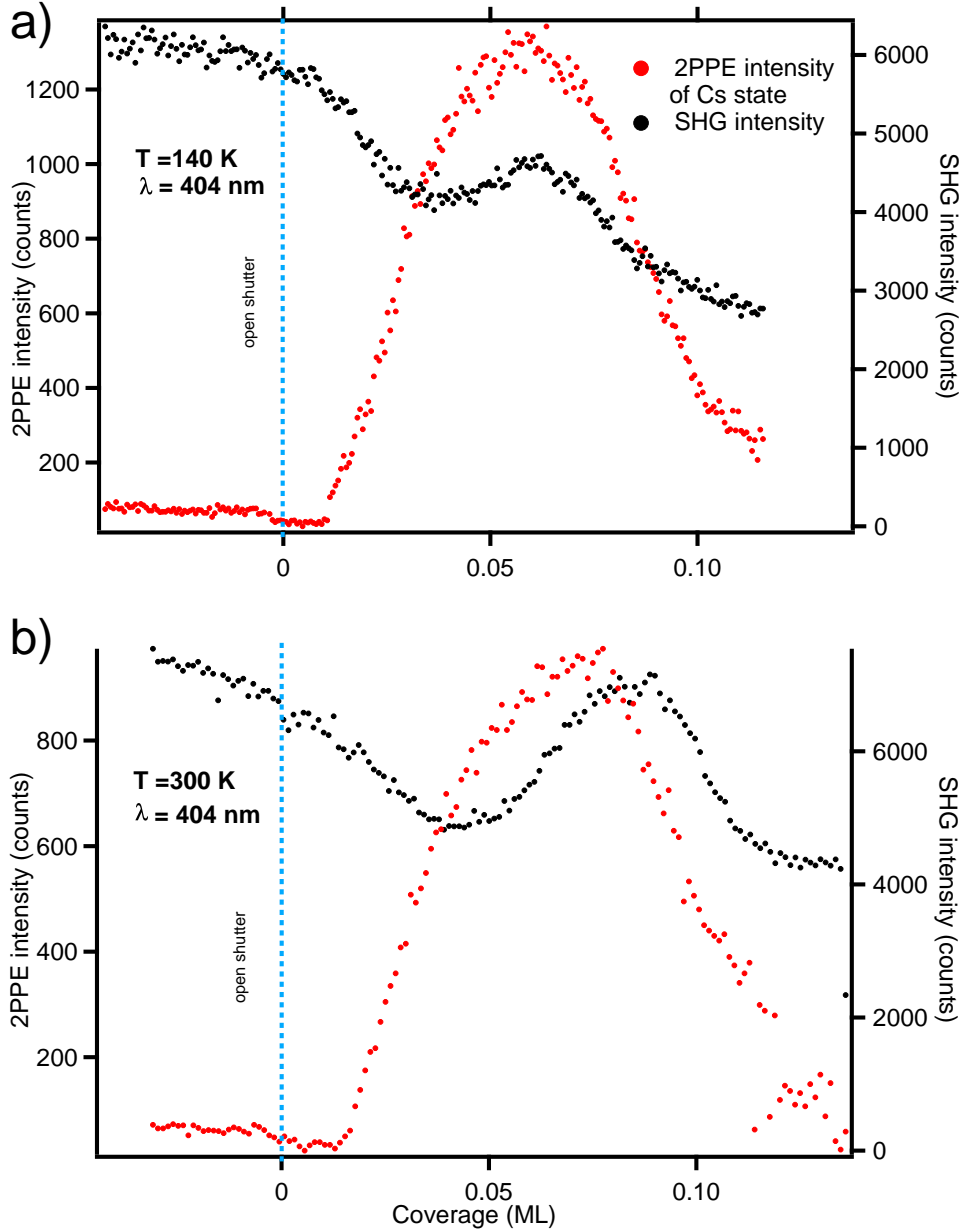 a)
2PPE intensity
of Cs state
SHG intensity
T =140 K
λ = 404 nm
open shutter
2PPE intensity (counts)
1200
1000
800
600
400
200
SHG intensity (counts)
6000
5000
4000
3000
2000
1000
0
0
0.05
0.10
b)
T =300 K
λ = 404 nm
open shutter
2PPE intensity (counts)
800
600
400
200
SHG intensity (counts)
6000
4000
2000
0
0
0.05
0.10
Coverage (ML)